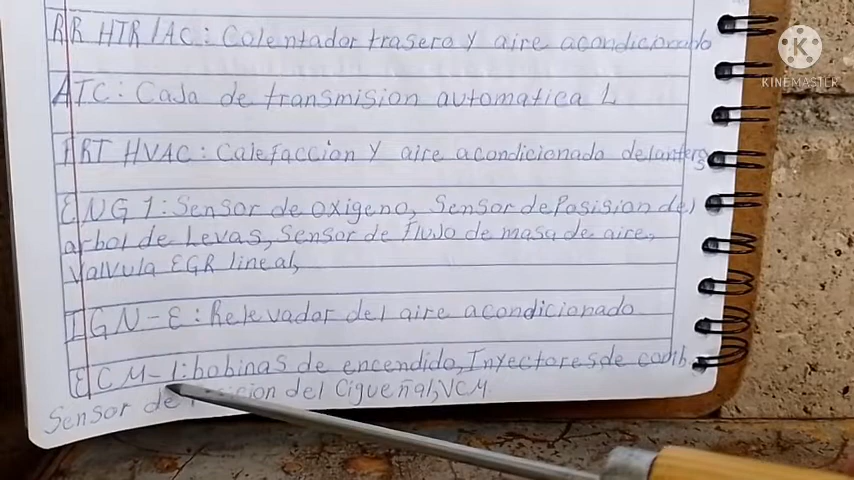 RR HTR/AC: Calentador trasero y aire acondicionado
ATC: Caja de transmision automatica L
FRT HVAC: Calefaccion y aire acondicionado delantero
ENG 1: Sensor de oxigeno, Sensor de Posision del
arbol de Levas, Sensor de Flujo de masa de aire,
Valvula EGR lineal,
IGN-E: Relevador del aire acondicionado
ECM-1: bobinas de encendido, Inyectores de comb.
Sensor de Posicion del Cigueñal, VCM
K
KINEMASTER